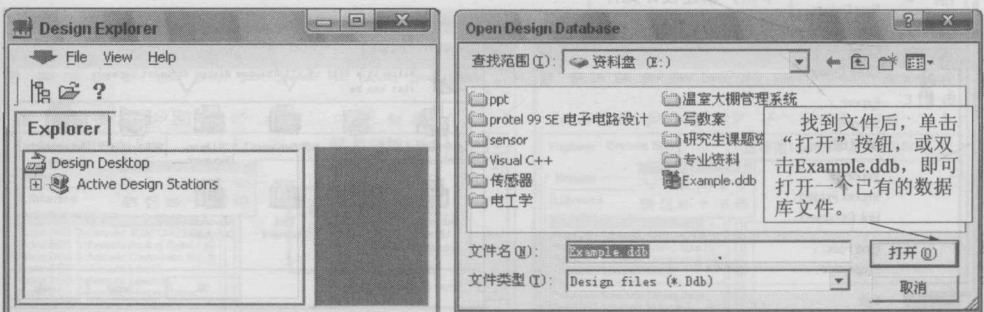 Design Explorer
File View Help
?
Explorer
Design Desktop
Active Design Stations
Open Design Database
查找范围(I): 资料盘 (E:)
ppt
protel 99 SE 电子电路设计
sensor
Visual C++
传感器
电工学
温室大棚管理系统
写教案
研究生课题资
专业资料
Example.ddb
找到文件后，单击
“打开”按钮，或双
击Example.ddb，即可
打开一个已有的数据
库文件。
文件名(N): Example.ddb
打开(O)
文件类型(T): Design files (*.Ddb)
取消